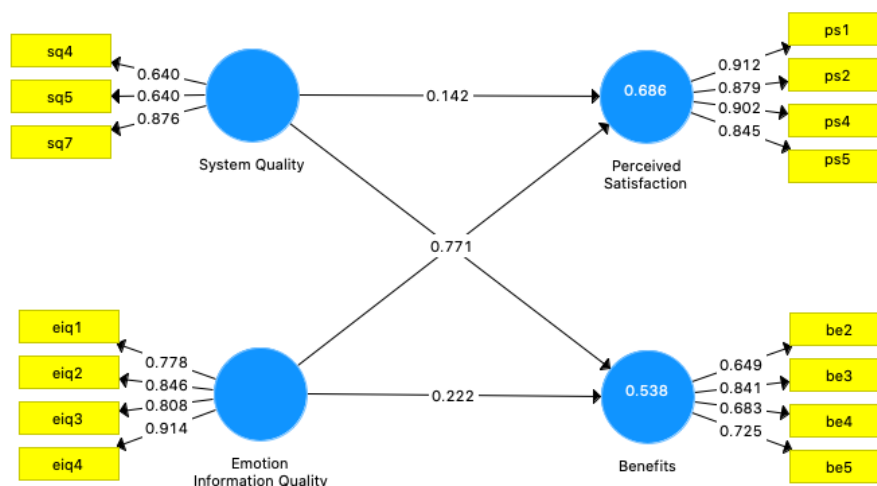 sq4
sq5
sq7
0.640
0.640
0.876
System Quality
0.142
0.686
Perceived
Satisfaction
0.912
0.879
0.902
0.845
ps1
ps2
ps4
ps5
0.771
eiq1
eiq2
eiq3
eiq4
0.778
0.846
0.808
0.914
Emotion
Information Quality
0.222
0.538
Benefits
0.649
0.841
0.683
0.725
be2
be3
be4
be5